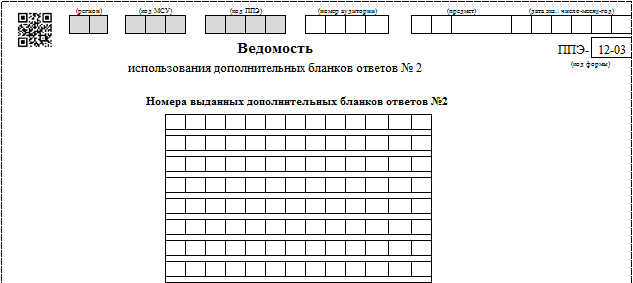 (регион) (код МСУ) (код ППЭ) (номер аудитории) (предмет) (дата экз.: число-месяц-год)
Ведомость
ППЭ- 12-03
использования дополнительных бланков ответов № 2
(код формы)
Номера выданных дополнительных бланков ответов №2